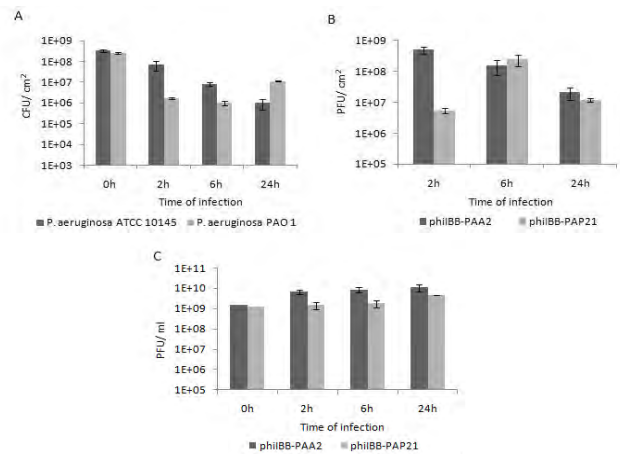 A
1E+09
1E+08
1E+07
1E+06
1E+05
1E+04
1E+03
CFU/ cm²
0h 2h 6h 24h
Time of infection
P. aeruginosa ATCC 10145 P. aeruginosa PAO 1
B
1E+09
1E+08
1E+07
1E+06
1E+05
PFU/ cm²
2h 6h 24h
Time of infection
phiIBB-PAA2 phiIBB-PAP21
C
1E+11
1E+10
1E+09
1E+08
1E+07
1E+06
1E+05
PFU/ ml
0h 2h 6h 24h
Time of infection
phiIBB-PAA2 phiIBB-PAP21